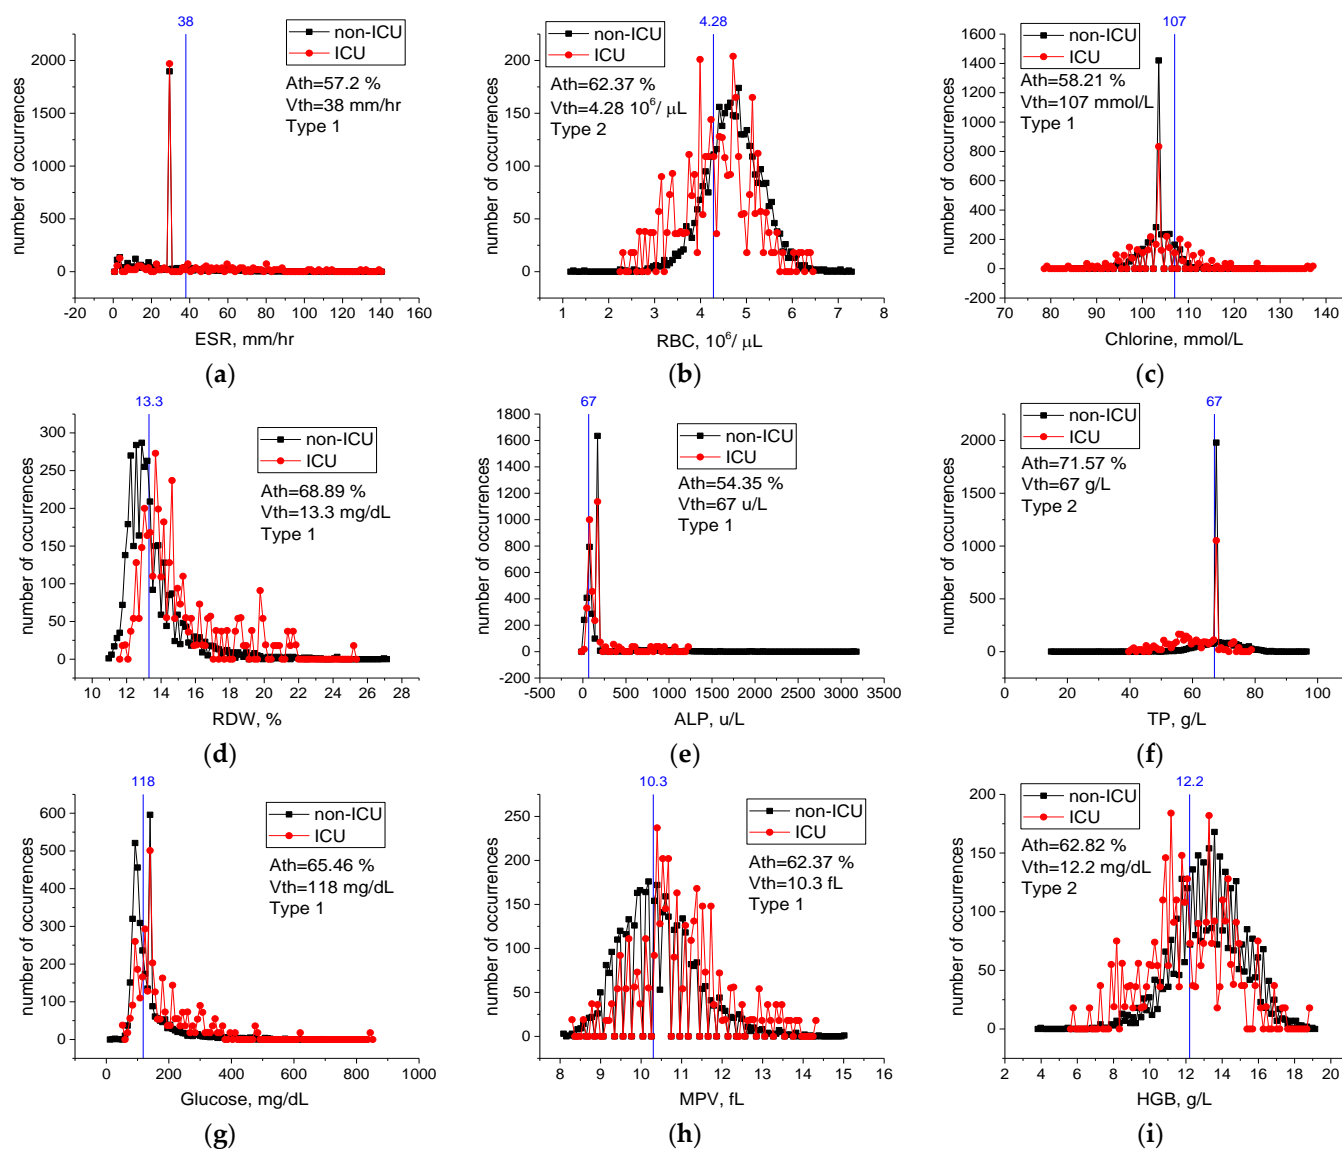 38
non-ICU
ICU
Ath=57.2 %
Vth=38 mm/hr
Type 1
number of occurrences
2000
1500
1000
500
0
-20 0 20 40 60 80 100 120 140 160
ESR, mm/hr
(a)
4.28
non-ICU
ICU
Ath=62.37 %
Vth=4.28 10⁶/ μL
Type 2
number of occurrences
200
150
100
50
0
1 2 3 4 5 6 7 8
RBC, 10⁶/ μL
(b)
107
non-ICU
ICU
Ath=58.21 %
Vth=107 mmol/L
Type 1
number of occurrences
1600
1400
1200
1000
800
600
400
200
0
-200
70 80 90 100 110 120 130 140
Chlorine, mmol/L
(c)
13.3
non-ICU
ICU
Ath=68.89 %
Vth=13.3 mg/dL
Type 1
number of occurrences
300
250
200
150
100
50
0
10 12 14 16 18 20 22 24 26 28
RDW, %
(d)
67
non-ICU
ICU
Ath=54.35 %
Vth=67 u/L
Type 1
number of occurrences
1800
1600
1400
1200
1000
800
600
400
200
0
-200
-500 0 500 1000 1500 2000 2500 3000 3500
ALP, u/L
(e)
67
non-ICU
ICU
Ath=71.57 %
Vth=67 g/L
Type 2
number of occurrences
2000
1500
1000
500
0
0 20 40 60 80 100
TP, g/L
(f)
118
non-ICU
ICU
Ath=65.46 %
Vth=118 mg/dL
Type 1
number of occurrences
600
500
400
300
200
100
0
0 200 400 600 800 1000
Glucose, mg/dL
(g)
10.3
non-ICU
ICU
Ath=62.37 %
Vth=10.3 fL
Type 1
number of occurrences
250
225
200
175
150
125
100
75
50
25
0
8 9 10 11 12 13 14 15 16
MPV, fL
(h)
12.2
non-ICU
ICU
Ath=62.82 %
Vth=12.2 mg/dL
Type 2
number of occurrences
200
150
100
50
0
2 4 6 8 10 12 14 16 18 20
HGB, g/L
(i)